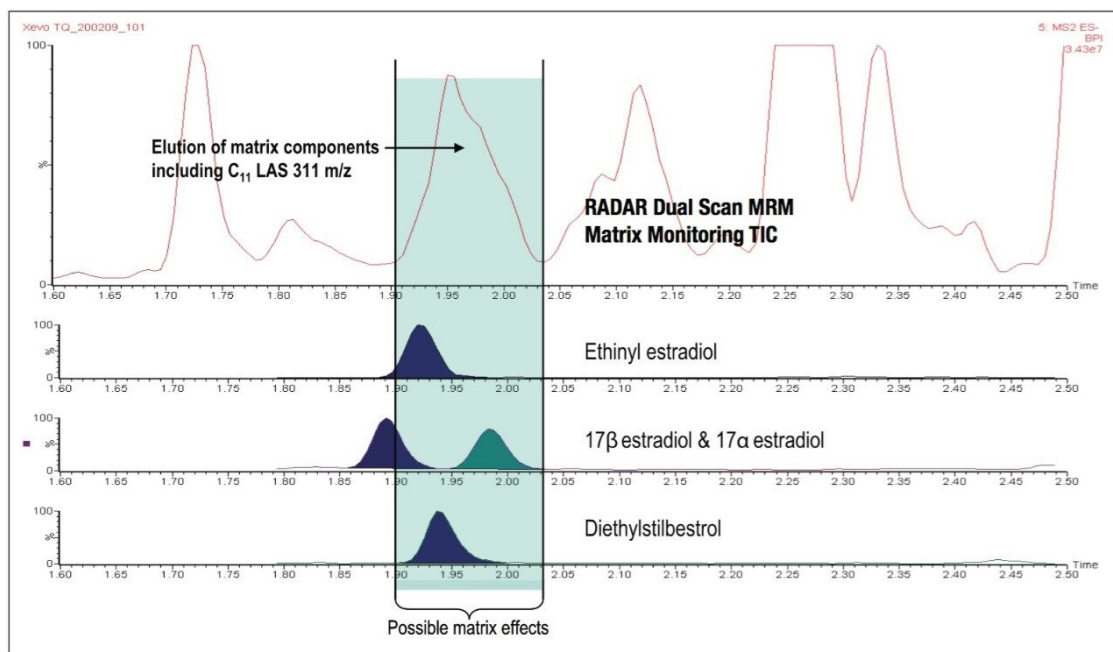 Xevo TQ_200209_101
5: MS2 ES-
BPI
3.43e7
100
%
0
Elution of matrix components
including C₁₁ LAS 311 m/z
RADAR Dual Scan MRM
Matrix Monitoring TIC
1.60 1.65 1.70 1.75 1.80 1.85 1.90 1.95 2.00 2.05 2.10 2.15 2.20 2.25 2.30 2.35 2.40 2.45 2.50 Time
100
%
0
Ethinyl estradiol
1.60 1.65 1.70 1.75 1.80 1.85 1.90 1.95 2.00 2.05 2.10 2.15 2.20 2.25 2.30 2.35 2.40 2.45 2.50
100
%
0
17β estradiol & 17α estradiol
1.60 1.65 1.70 1.75 1.80 1.85 1.90 1.95 2.00 2.05 2.10 2.15 2.20 2.25 2.30 2.35 2.40 2.45 2.50
100
%
0
Diethylstilbestrol
1.60 1.65 1.70 1.75 1.80 1.85 1.90 1.95 2.00 2.05 2.10 2.15 2.20 2.25 2.30 2.35 2.40 2.45 2.50 Time
Possible matrix effects